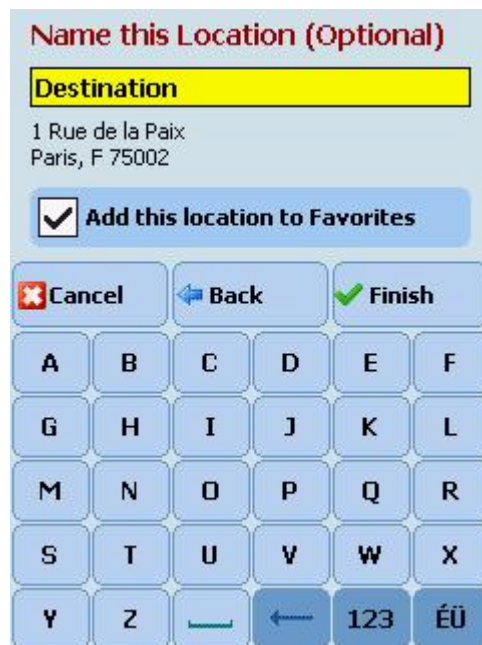 Name this Location (Optional)
Destination
1 Rue de la Paix
Paris, F 75002
Add this location to Favorites
Cancel Back Finish
A B C D E F
G H I J K L
M N O P Q R
S T U V W X
Y Z 123 ÉÜ